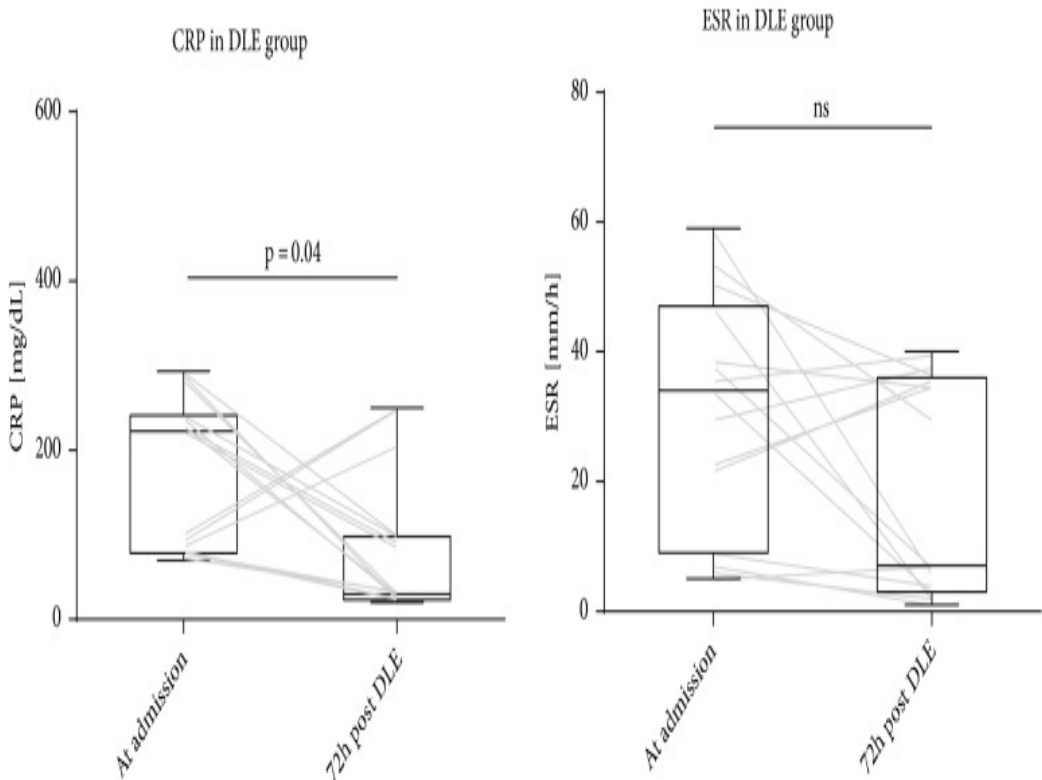 CRP in DLE group
600
400
200
0
CRP [mg/dL]
p = 0.04
At admission
72h post DLE
ESR in DLE group
80
60
40
20
0
ESR [mm/h]
ns
At admission
72h post DLE